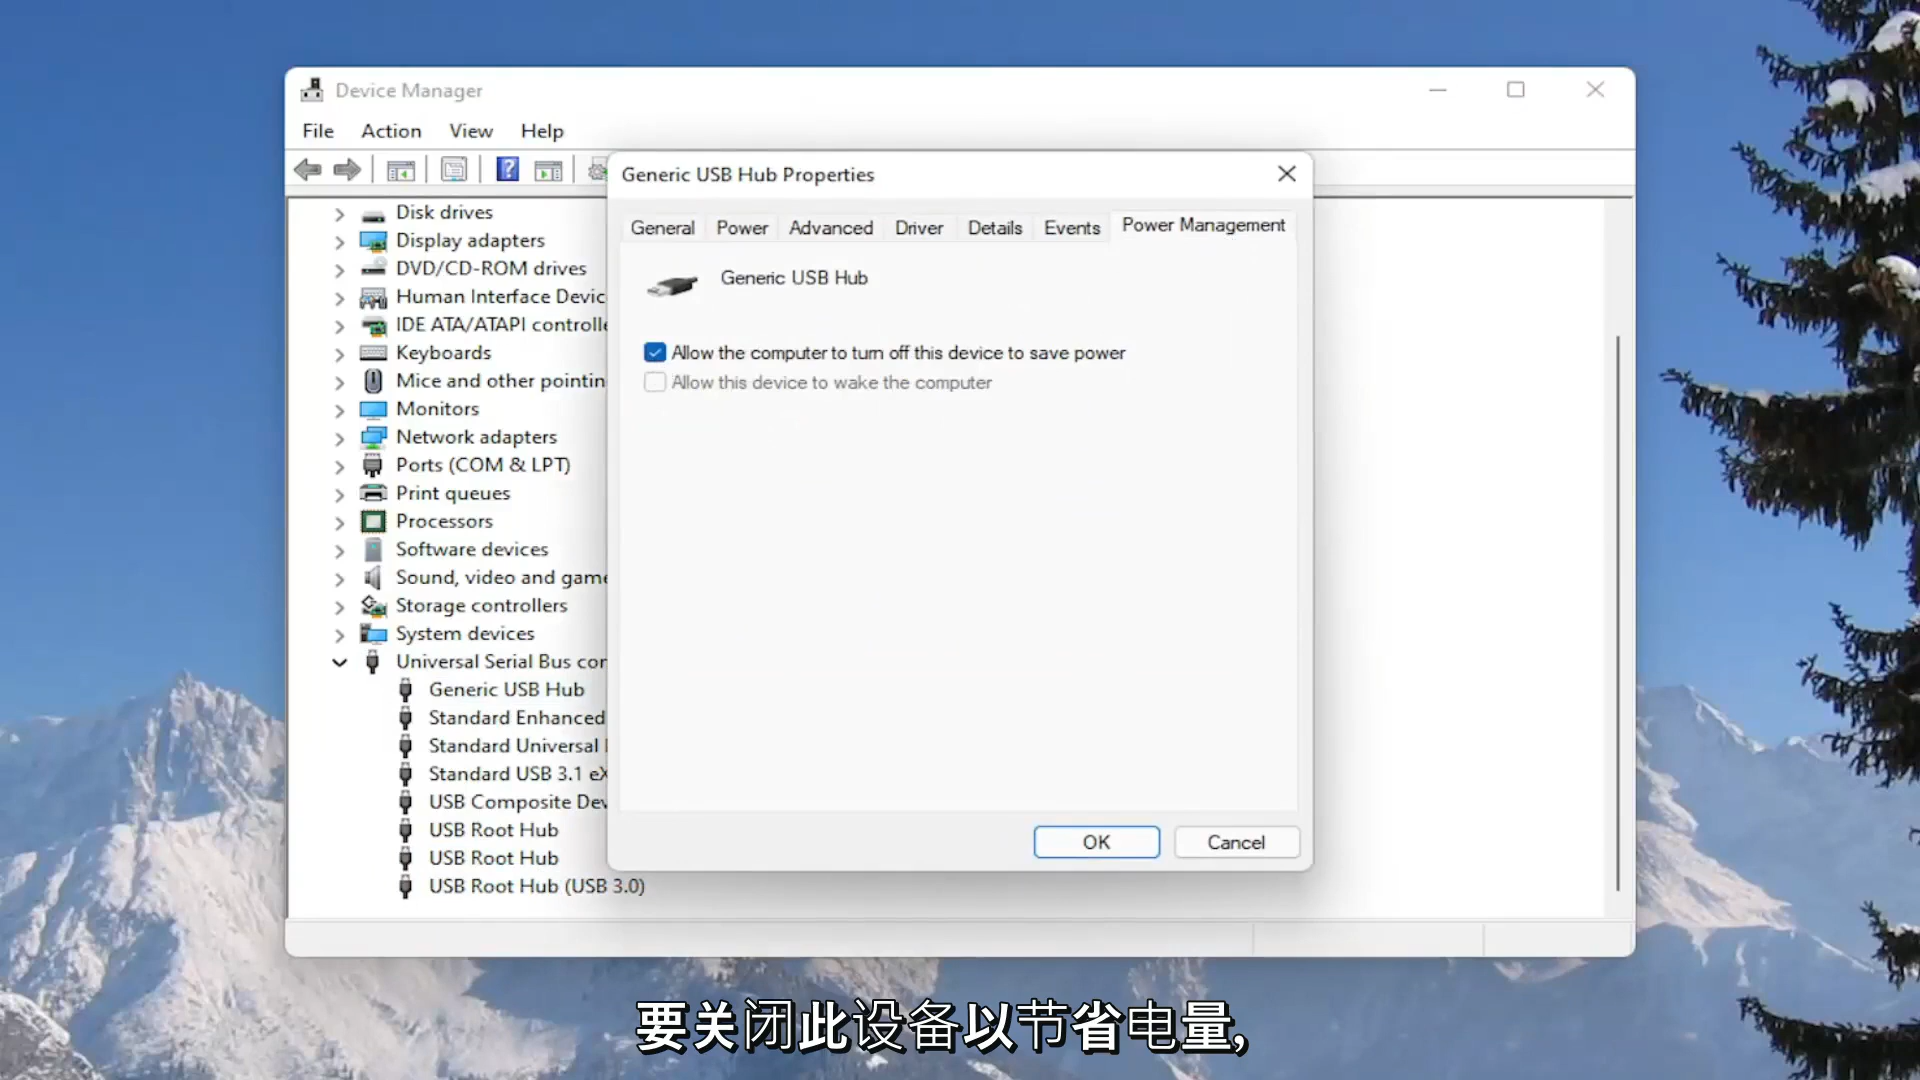 Device Manager
File Action View Help
Generic USB Hub Properties
General Power Advanced Driver Details Events Power Management
Generic USB Hub
Allow the computer to turn off this device to save power
Allow this device to wake the computer
OK Cancel
Disk drives
Display adapters
DVD/CD-ROM drives
Human Interface Devic
IDE ATA/ATAPI controlle
Keyboards
Mice and other pointin
Monitors
Network adapters
Ports (COM & LPT)
Print queues
Processors
Software devices
Sound, video and game
Storage controllers
System devices
Universal Serial Bus con
Generic USB Hub
Standard Enhanced
Standard Universal
Standard USB 3.1 eX
USB Composite Dev
USB Root Hub
USB Root Hub
USB Root Hub (USB 3.0)
要关闭此设备以节省电量,